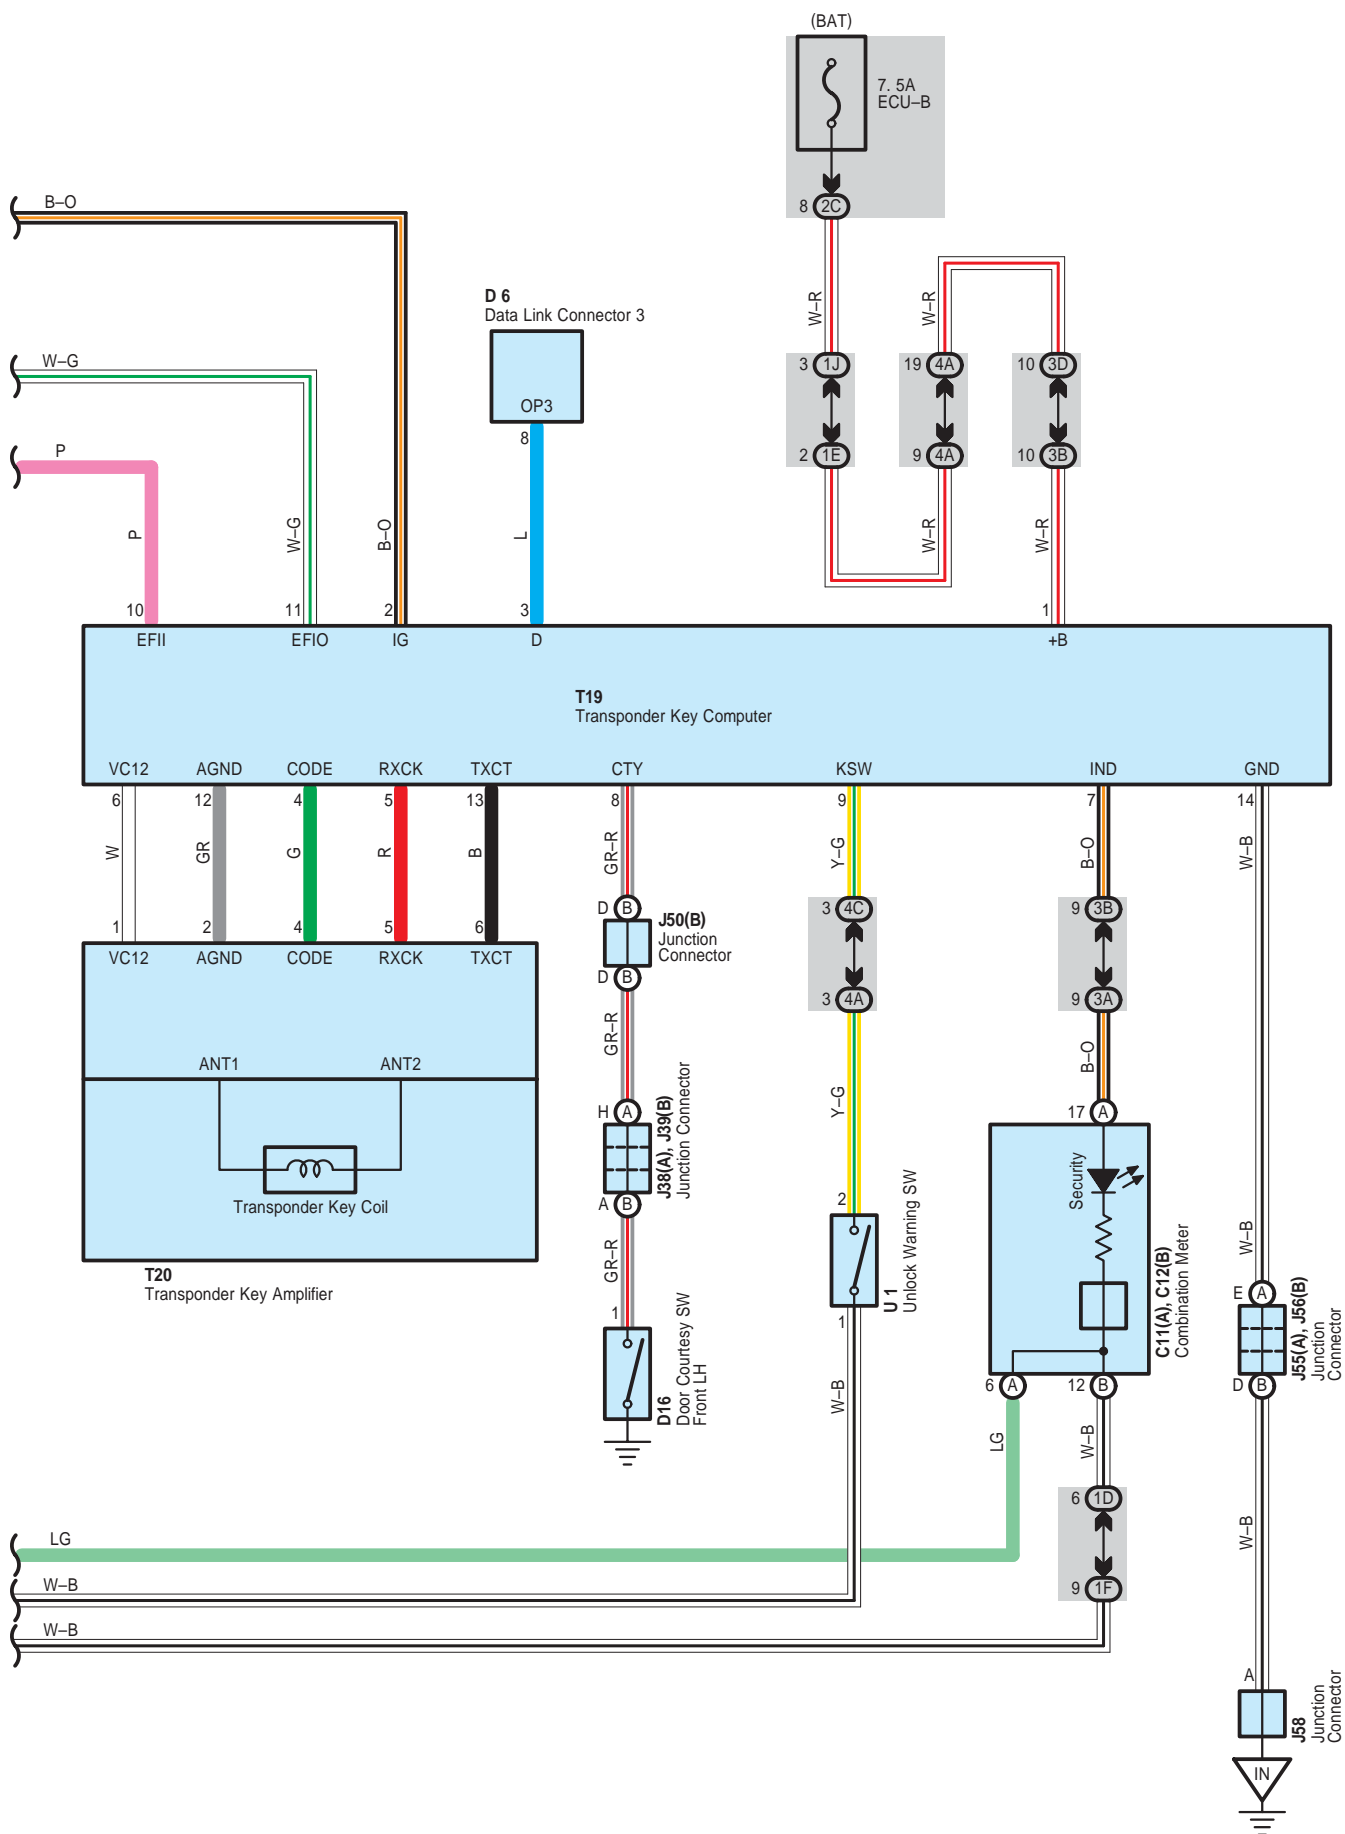 (BAT)
7. 5A
ECU–B
8 2C
B–O
W–R
W–R
D 6
Data Link Connector 3
W–G
3 1J
19 4A
10 3D
OP3
8
P
2 1E
9 4A
10 3B
P
W–G
B–O
L
W–R
W–R
10
11
2
3
1
EFII
EFIO
IG
D
+B
T19
Transponder Key Computer
VC12
AGND
CODE
RXCK
TXCT
CTY
KSW
IND
GND
6
12
4
5
13
8
9
7
14
W
GR
G
R
B
GR–R
Y–G
B–O
W–B
1
2
4
5
6
D B
J50(B)
Junction
Connector
D B
3 4C
9 3B
VC12
AGND
CODE
RXCK
TXCT
3 4A
9 3A
GR–R
B–O
ANT1
ANT2
Y–G
H A
J38(A), J39(B)
Junction Connector
A B
17 A
Security
Transponder Key Coil
2
GR–R
W–B
T20
Transponder Key Amplifier
U 1
Unlock Warning SW
C11(A), C12(B)
Combination Meter
E A
J55(A), J56(B)
Junction
Connector
1
1
D16
Door Courtesy SW
Front LH
6 A
12 B
D B
W–B
LG
W–B
6 1D
W–B
LG
W–B
9 1F
W–B
A
J58
Junction
Connector
IN